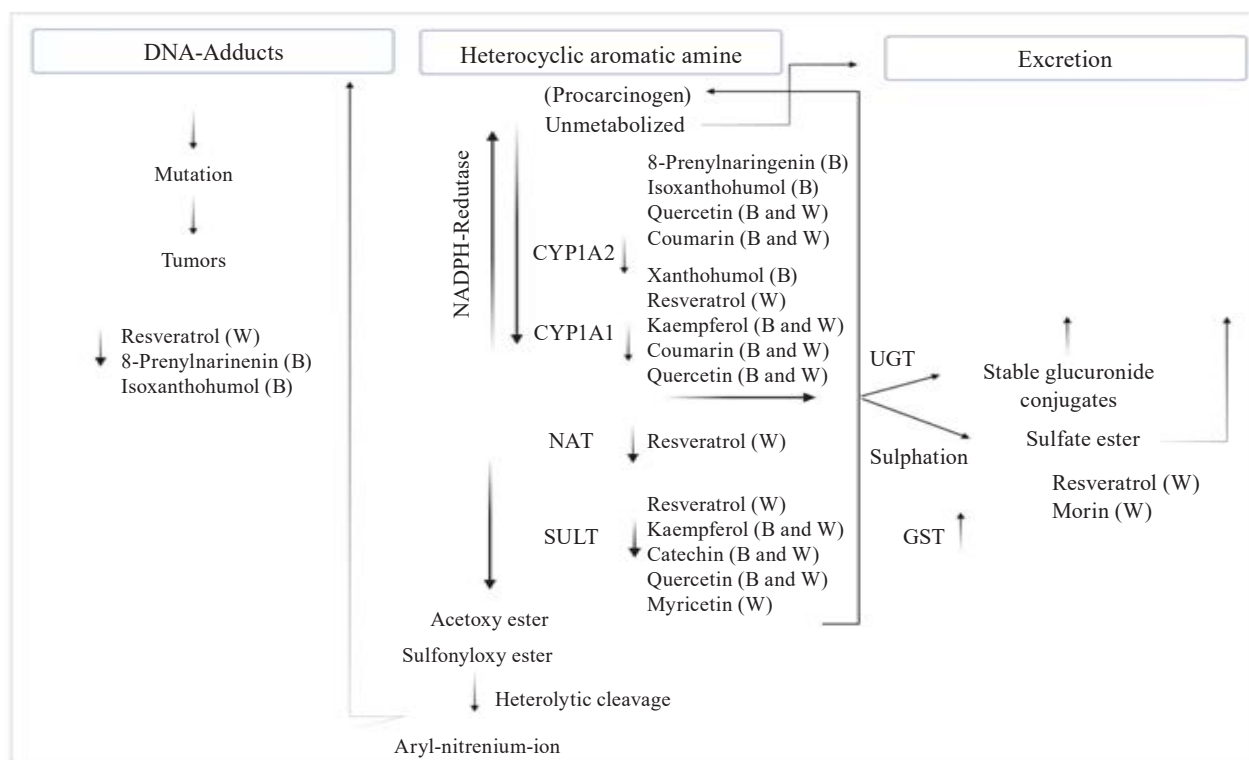 DNA-Adducts
Mutation
Tumors
Resveratrol (W)
8-Prenylnarinenin (B)
Isoxanthohumol (B)
Heterocyclic aromatic amine
(Procarcinogen)
Unmetabolized
NADPH-Redutase
8-Prenylnaringenin (B)
Isoxanthohumol (B)
Quercetin (B and W)
Coumarin (B and W)
CYP1A2
Xanthohumol (B)
Resveratrol (W)
CYP1A1
Kaempferol (B and W)
Coumarin (B and W)
Quercetin (B and W)
NAT
Resveratrol (W)
Resveratrol (W)
SULT
Kaempferol (B and W)
Catechin (B and W)
Quercetin (B and W)
Myricetin (W)
Acetoxy ester
Sulfonyloxy ester
Heterolytic cleavage
Aryl-nitrenium-ion
Excretion
UGT
Stable glucuronide
conjugates
Sulphation
Sulfate ester
Resveratrol (W)
Morin (W)
GST